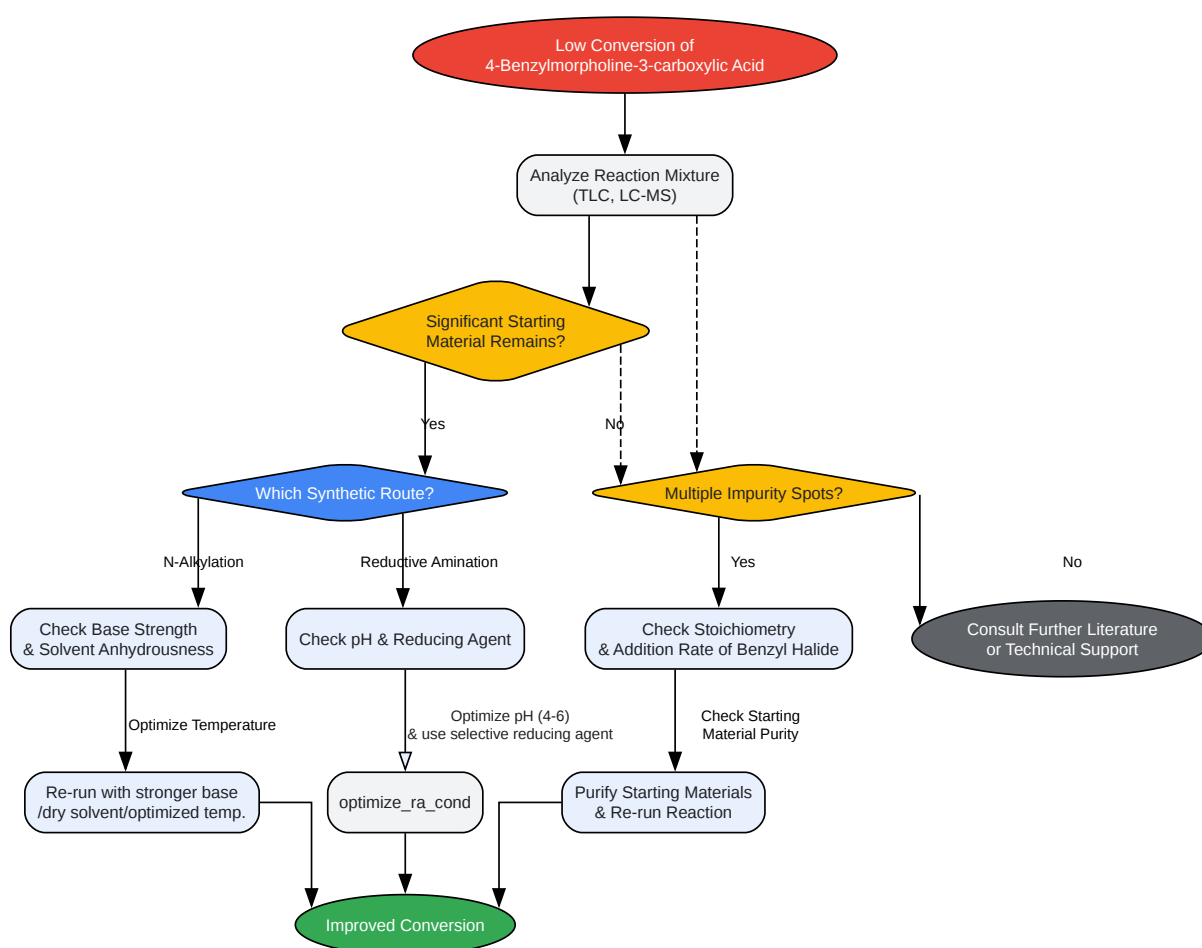 Low Conversion of
4-Benzylmorpholine-3-carboxylic Acid
Analyze Reaction Mixture
(TLC, LC-MS)
Significant Starting
Material Remains?
Yes
No
Which Synthetic Route?
Multiple Impurity Spots?
N-Alkylation
Reductive Amination
Yes
No
Check Base Strength
& Solvent Anhydrousness
Check pH & Reducing Agent
Check Stoichiometry
& Addition Rate of Benzyl Halide
Consult Further Literature
or Technical Support
Optimize Temperature
Optimize pH (4-6)
& use selective reducing agent
Check Starting
Material Purity
Re-run with stronger base
/dry solvent/optimized temp.
optimize_ra_cond
Purify Starting Materials
& Re-run Reaction
Improved Conversion